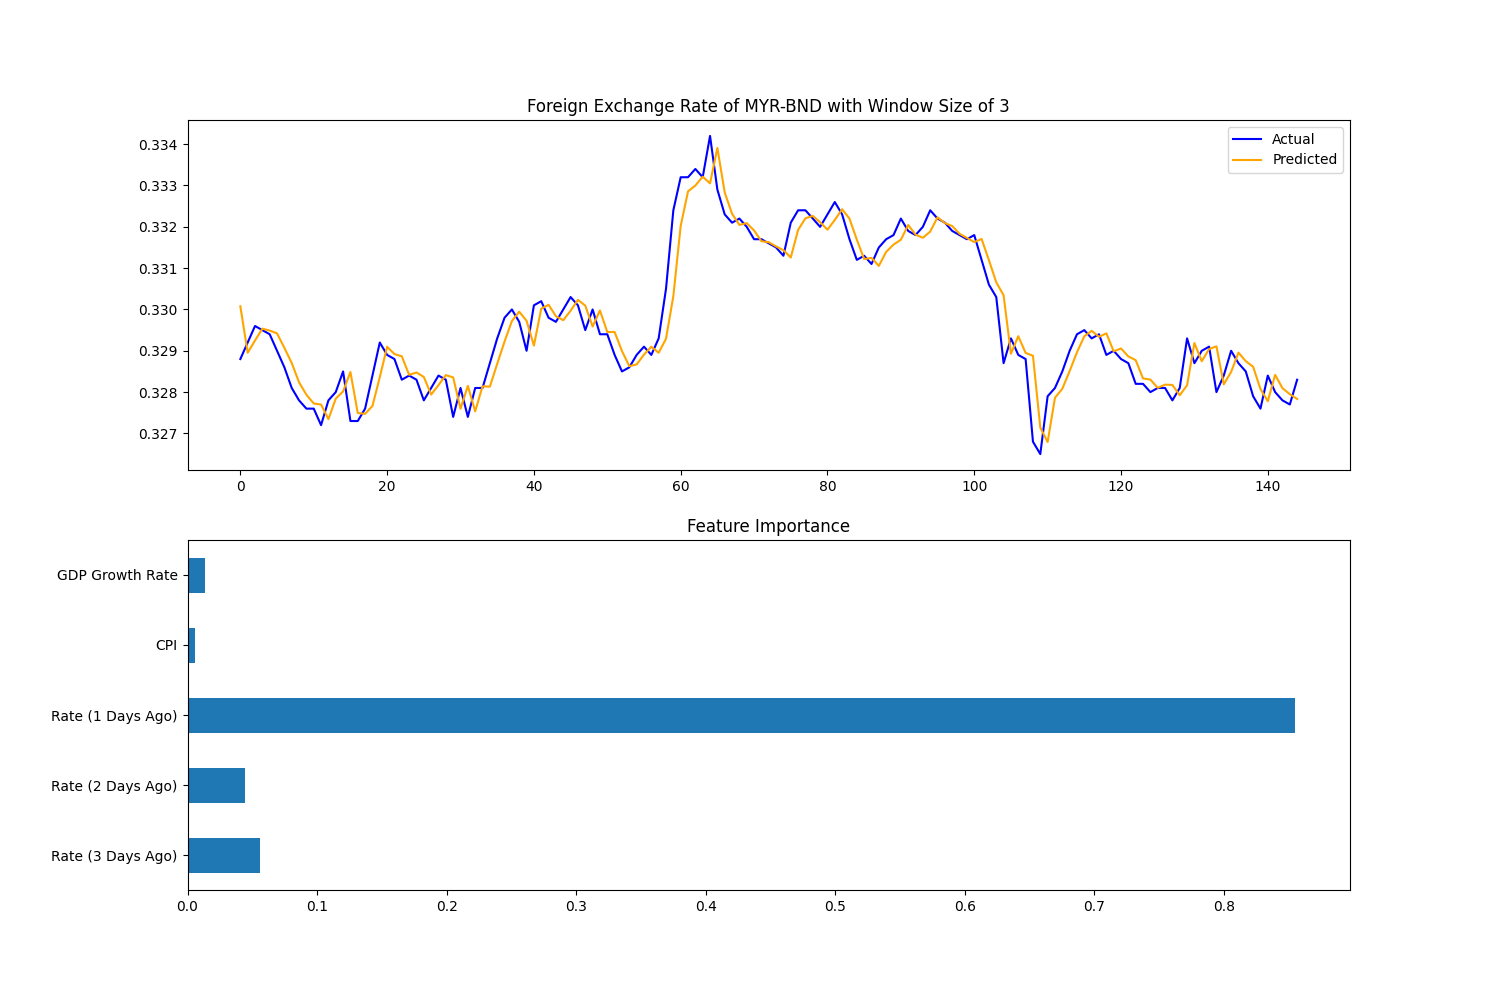 Foreign Exchange Rate of MYR-BND with Window Size of 3
Actual
Predicted
0.334
0.333
0.332
0.331
0.330
0.329
0.328
0.327
0 20 40 60 80 100 120 140
Feature Importance
GDP Growth Rate
CPI
Rate (1 Days Ago)
Rate (2 Days Ago)
Rate (3 Days Ago)
0.0 0.1 0.2 0.3 0.4 0.5 0.6 0.7 0.8